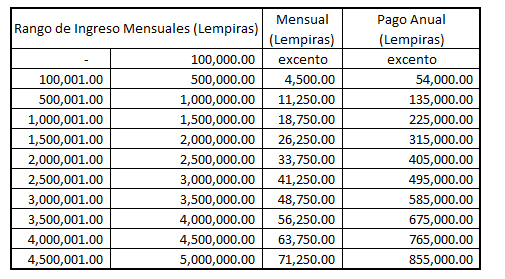 Rango de Ingreso Mensuales (Lempiras) Mensual (Lempiras) Pago Anual (Lempiras)
- 100,000.00 excento excento
100,001.00 500,000.00 4,500.00 54,000.00
500,001.00 1,000,000.00 11,250.00 135,000.00
1,000,001.00 1,500,000.00 18,750.00 225,000.00
1,500,001.00 2,000,000.00 26,250.00 315,000.00
2,000,001.00 2,500,000.00 33,750.00 405,000.00
2,500,001.00 3,000,000.00 41,250.00 495,000.00
3,000,001.00 3,500,000.00 48,750.00 585,000.00
3,500,001.00 4,000,000.00 56,250.00 675,000.00
4,000,001.00 4,500,000.00 63,750.00 765,000.00
4,500,001.00 5,000,000.00 71,250.00 855,000.00